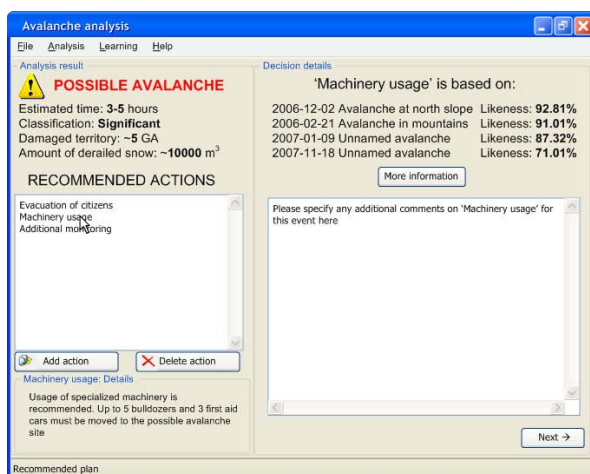 Avalanche analysis
File Analysis Learning Help
Analysis result
POSSIBLE AVALANCHE
Estimated time: 3-5 hours
Classification: Significant
Damaged territory: ~5 GA
Amount of derailed snow: ~10000 m³
RECOMMENDED ACTIONS
Evacuation of citizens
Machinery usage
Additional monitoring
Add action
Delete action
Machinery usage: Details
Usage of specialized machinery is
recommended. Up to 5 bulldozers and 3 first aid
cars must be moved to the possible avalanche
site
Decision details
'Machinery usage' is based on:
2006-12-02 Avalanche at north slope Likeness: 92.81%
2006-02-21 Avalanche in mountains Likeness: 91.01%
2007-01-09 Unnamed avalanche Likeness: 87.32%
2007-11-18 Unnamed avalanche Likeness: 71.01%
More information
Please specify any additional comments on 'Machinery usage' for
this event here
Next →
Recommended plan